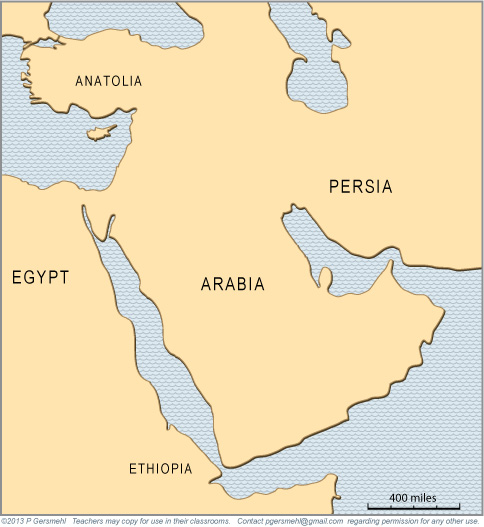 ANATOLIA
PERSIA
EGYPT
ARABIA
ETHIOPIA
400 miles
©2013 P Gersmehl Teachers may copy for use in their classrooms. Contact pgersmehl@gmail.com regarding permission for any other use.